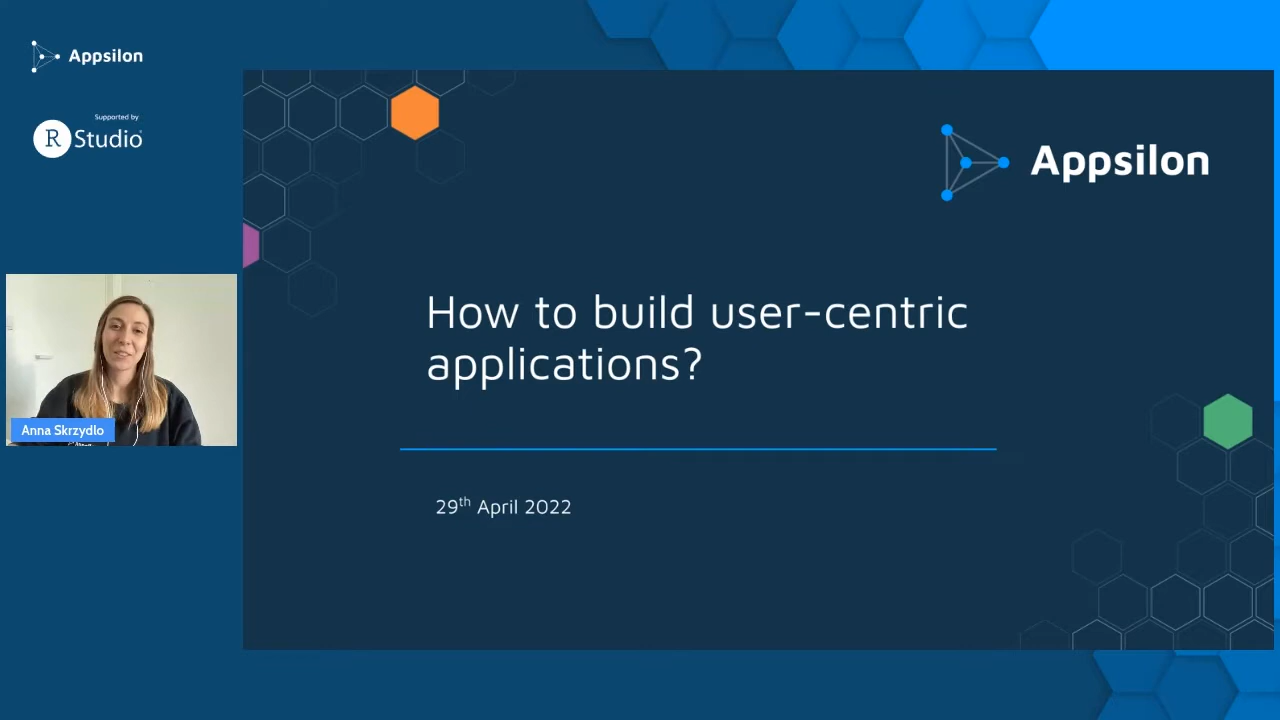 Appsilon
Supported by
R Studio
Appsilon
How to build user-centric
applications?
29th April 2022
Anna Skrzydlo